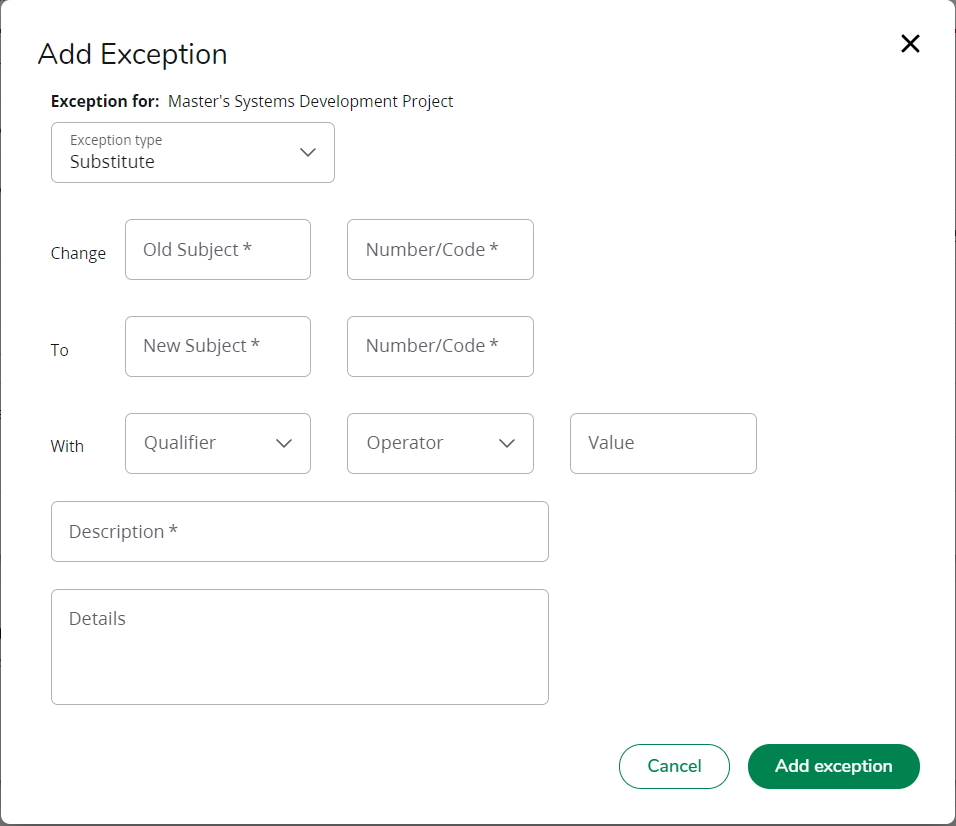 Add Exception
Exception for: Master's Systems Development Project
Exception type
Substitute
Change Old Subject * Number/Code *
To New Subject * Number/Code *
With Qualifier Operator Value
Description *
Details
Cancel Add exception